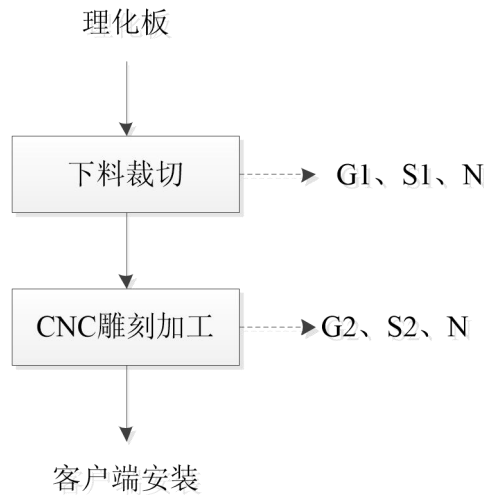 理化板
下料裁切
G1、S1、N
CNC雕刻加工
G2、S2、N
客户端安装